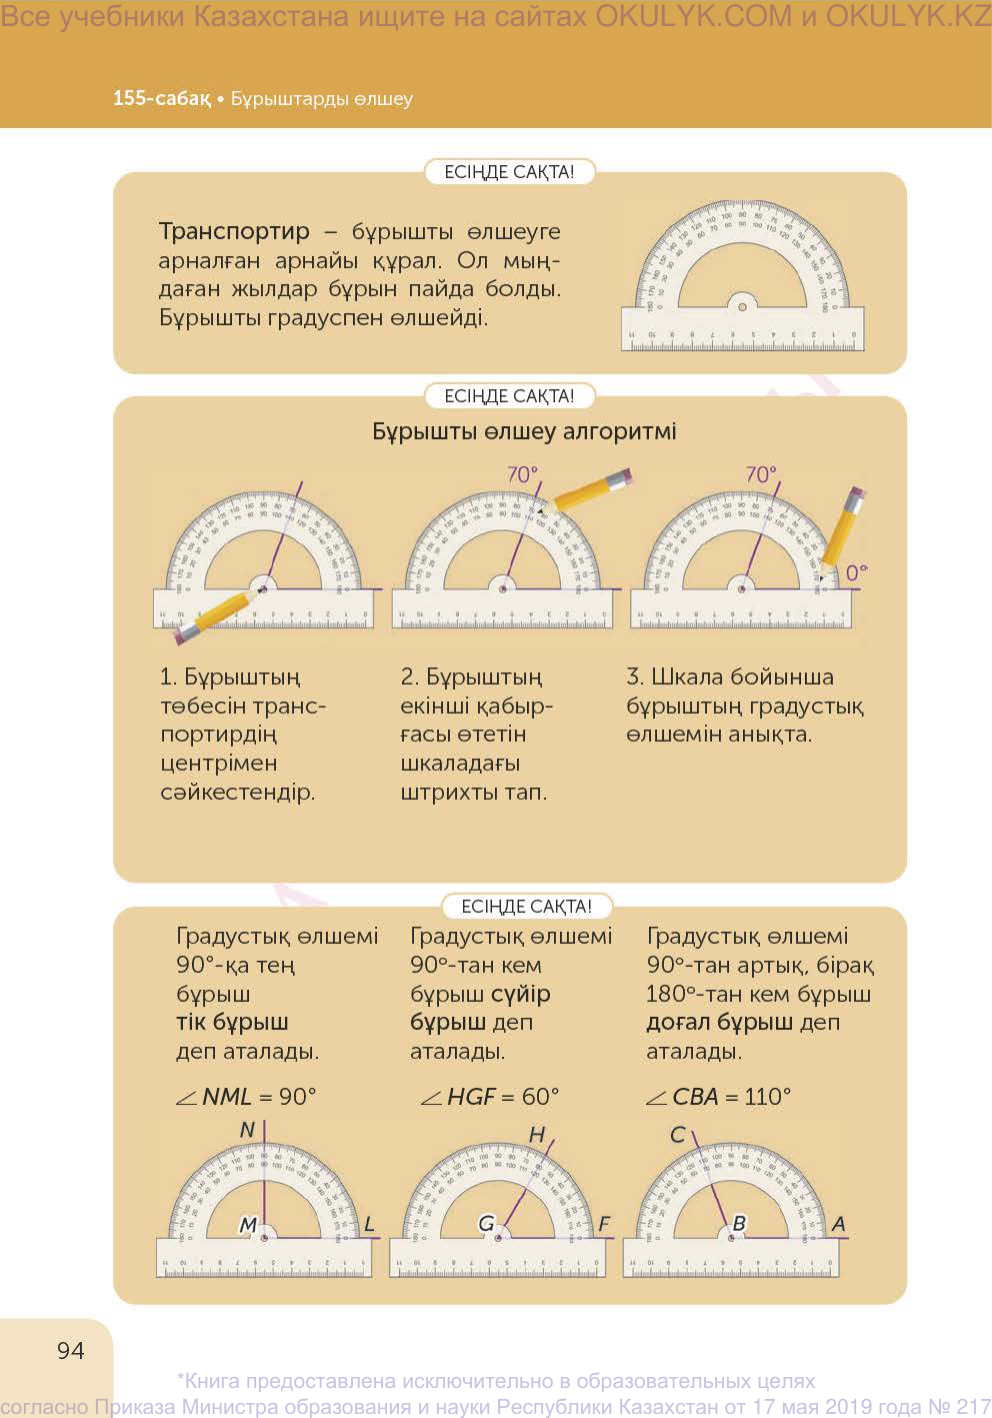 Все учебники Казахстана ищите на сайтах OKULYK.COM и OKULYK.KZ
155-сабақ • Бұрыштарды өлшеу
ЕСІҢДЕ САҚТА!
Транспортир – бұрышты өлшеуге
арналған арнайы құрал. Ол мың-
даған жылдар бұрын пайда болды.
Бұрышты градуспен өлшейді.
ЕСІҢДЕ САҚТА!
Бұрышты өлшеу алгоритмі
70°
70°
0°
1. Бұрыштың
төбесін транс-
портирдің
центрімен
сәйкестендір.
2. Бұрыштың
екінші қабыр-
ғасы өтетін
шкаладағы
штрихты тап.
3. Шкала бойынша
бұрыштың градустық
өлшемін анықта.
ЕСІҢДЕ САҚТА!
Градустық өлшемі
90°-қа тең
бұрыш
тік бұрыш
деп аталады.
∠NML = 90°
Градустық өлшемі
90°-тан кем
бұрыш сүйір
бұрыш деп
аталады.
∠HGF = 60°
Градустық өлшемі
90°-тан артық, бірақ
180°-тан кем бұрыш
доғал бұрыш деп
аталады.
∠CBA = 110°
N
M
L
H
G
F
C
B
A
94
*Книга предоставлена исключительно в образовательных целях
согласно Приказа Министра образования и науки Республики Казахстан от 17 мая 2019 года № 217